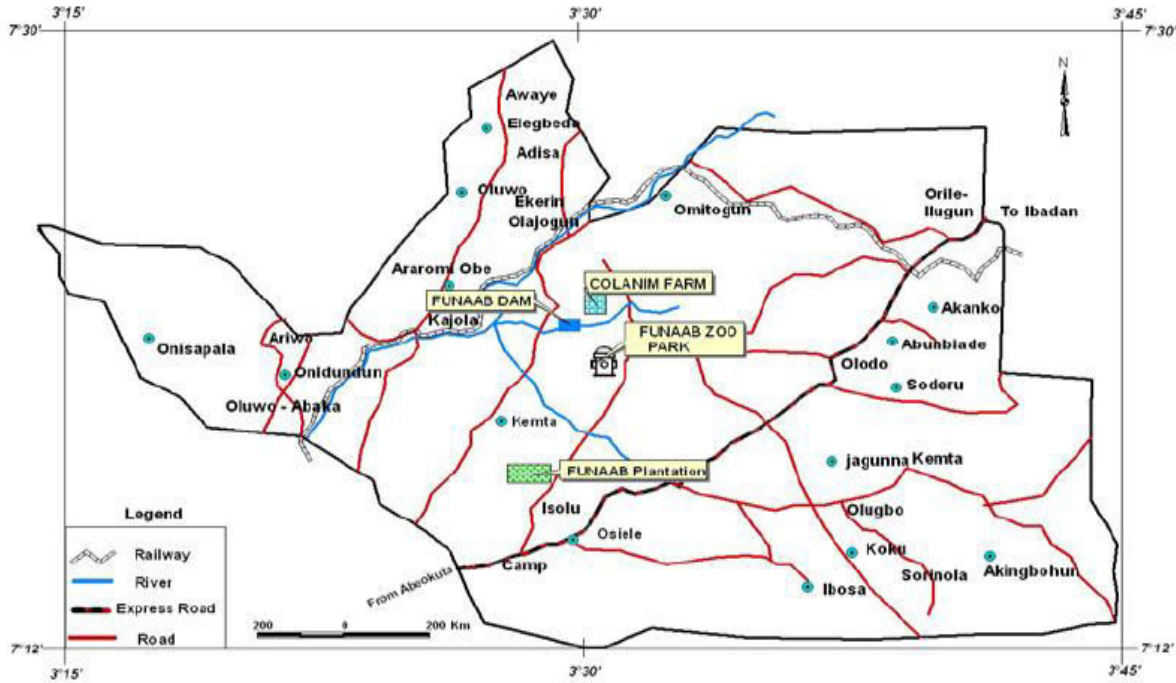 3°15'
3°30'
3°45'
7°30'
7°30'
N
Awaye
Elegbeda
Adisa
Oluwo
Ekerin
Olajogun
Omitogun
Orile-
Ilugun
To Ibadan
Araromi Obe
COLANIM FARM
FUNAAB DAM
Kajola
FUNAAB ZOO
PARK
Akanko
Onisapala
Ariwo
Abunbiade
Olodo
Onidundun
Soderu
Oluwo - Abaka
Kemta
jagunna Kemta
FUNAAB Plantation
Isolu
Olugbo
Osiele
Koku
Camp
Sorinola
Akingbohun
Ibosa
From Abeokuta
Legend
Railway
River
Express Road
Road
200 0 200 Km
7°12'
7°12'
3°15'
3°30'
3°45'